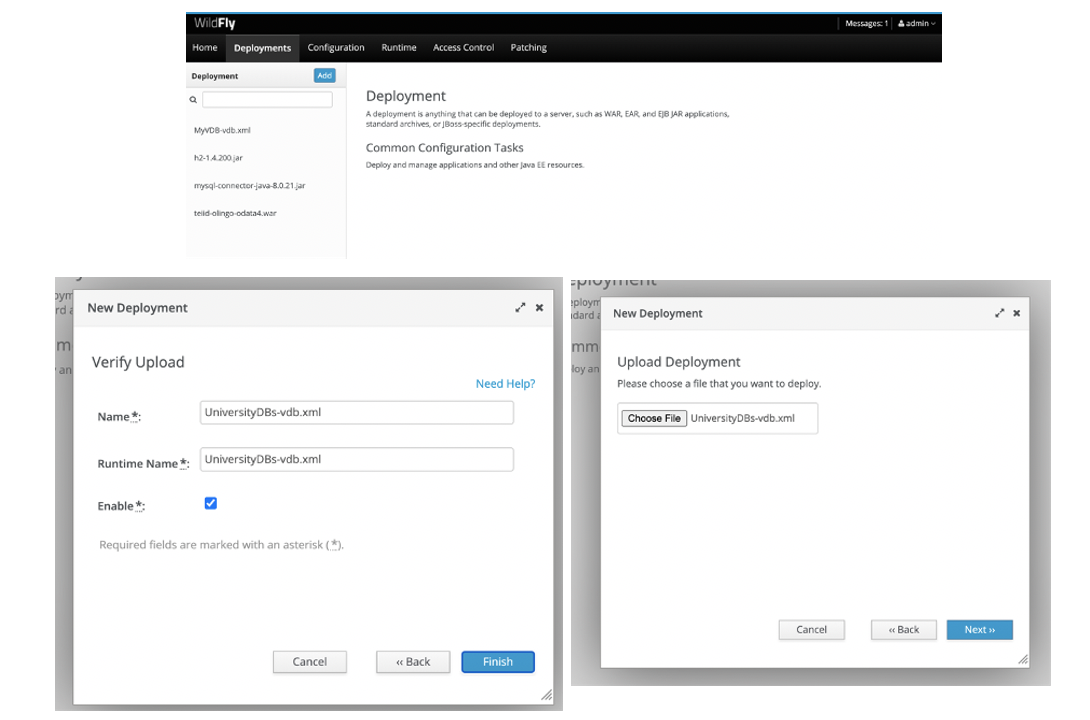 WildFly
Messages: 1 admin
Home Deployments Configuration Runtime Access Control Patching
Deployment Add
MyVDB-vdb.xml
h2-1.4.200.jar
mysql-connector-java-8.0.21.jar
teiid-olingo-odata4.war
Deployment
A deployment is anything that can be deployed to a server, such as WAR, EAR, and EJB JAR applications,
standard archives, or JBoss-specific deployments.
Common Configuration Tasks
Deploy and manage applications and other Java EE resources.
New Deployment
Verify Upload
Need Help?
Name*: UniversityDBs-vdb.xml
Runtime Name*: UniversityDBs-vdb.xml
Enable*:
Required fields are marked with an asterisk (*).
Cancel ‹‹ Back Finish
New Deployment
Upload Deployment
Please choose a file that you want to deploy.
Choose File UniversityDBs-vdb.xml
Cancel ‹‹ Back Next ››